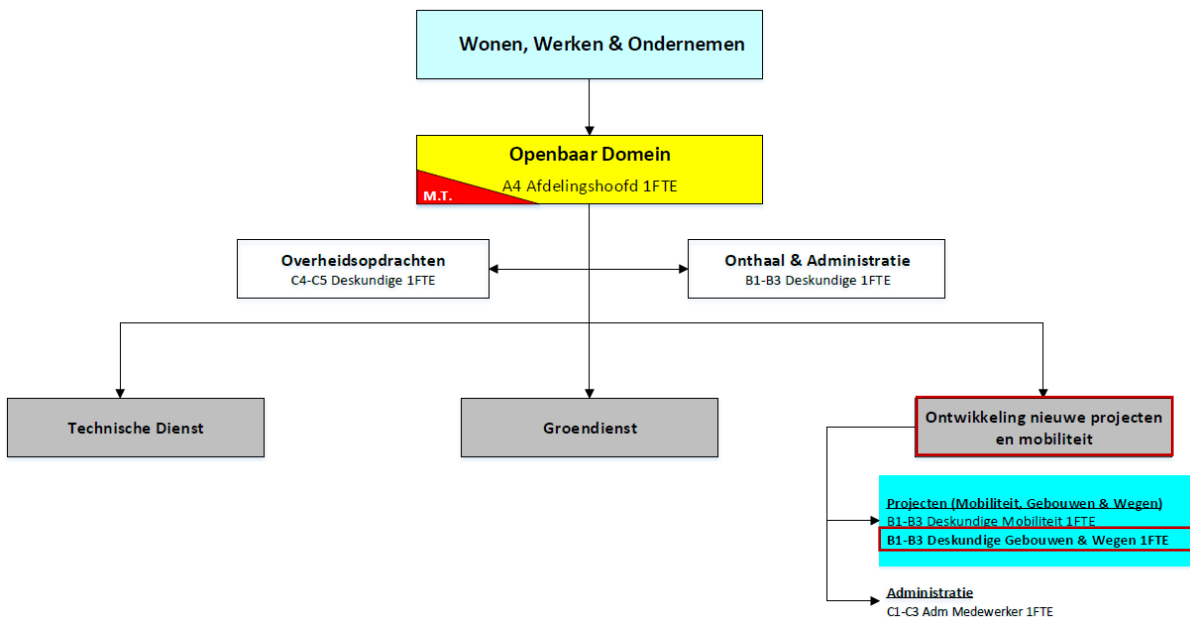 Wonen, Werken & Ondernemen
Openbaar Domein
A4 Afdelingshoofd 1FTE
M.T.
Overheidsopdrachten
C4-C5 Deskundige 1FTE
Onthaal & Administratie
B1-B3 Deskundige 1FTE
Technische Dienst
Groendienst
Ontwikkeling nieuwe projecten
en mobiliteit
Projecten (Mobiliteit, Gebouwen & Wegen)
B1-B3 Deskundige Mobiliteit 1FTE
B1-B3 Deskundige Gebouwen & Wegen 1FTE
Administratie
C1-C3 Adm Medewerker 1FTE